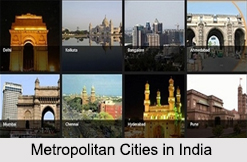 Delhi
Kolkata
Bangalore
Ahmedabad
Mumbai
Chennai
Hyderabad
Pune
Metropolitan Cities in India